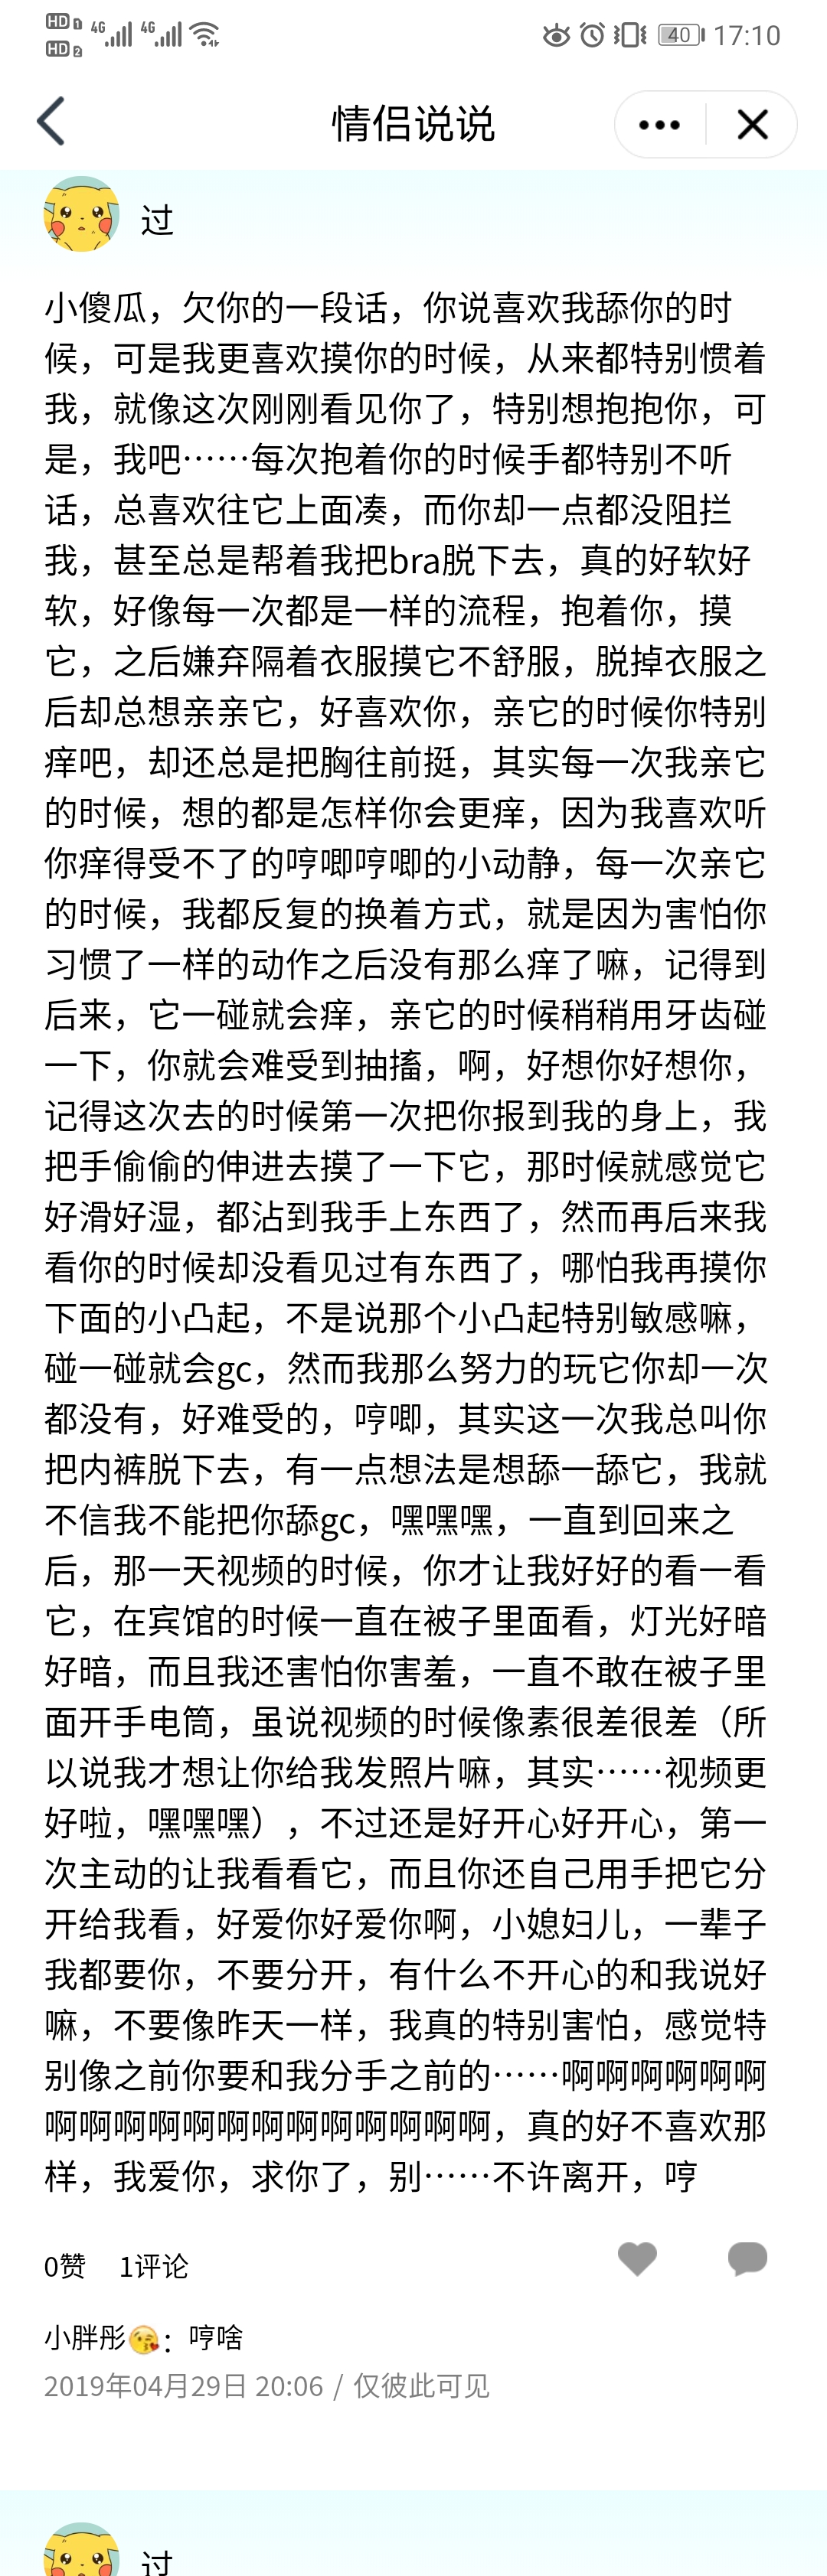 HD 1 4G 4G
HD 2
40 17:10
情侣说说
过
小傻瓜，欠你的一段话，你说喜欢我舔你的时
候，可是我更喜欢摸你的时候，从来都特别惯着
我，就像这次刚刚看见你了，特别想抱抱你，可
是，我吧……每次抱着你的时候手都特别不听
话，总喜欢往它上面凑，而你却一点都没阻拦
我，甚至总是帮着我把bra脱下去，真的好软好
软，好像每一次都是一样的流程，抱着你，摸
它，之后嫌弃隔着衣服摸它不舒服，脱掉衣服之
后却总想亲亲它，好喜欢你，亲它的时候你特别
痒吧，却还总是把胸往前挺，其实每一次我亲它
的时候，想的都是怎样你会更痒，因为我喜欢听
你痒得受不了的哼唧哼唧的小动静，每一次亲它
的时候，我都反复的换着方式，就是因为害怕你
习惯了一样的动作之后没有那么痒了嘛，记得到
后来，它一碰就会痒，亲它的时候稍稍用牙齿碰
一下，你就会难受到抽搐，啊，好想你好想你，
记得这次去的时候第一次把你报到我的身上，我
把手偷偷的伸进去摸了一下它，那时候就感觉它
好滑好湿，都沾到我手上东西了，然而再后来我
看你的时候却没看见过有东西了，哪怕我再摸你
下面的小凸起，不是说那个小凸起特别敏感嘛，
碰一碰就会gc，然而我那么努力的玩它你却一次
都没有，好难受的，哼唧，其实这一次我总叫你
把内裤脱下去，有一点想法是想舔一舔它，我就
不信我不能把你舔gc，嘿嘿嘿，一直到回来之
后，那一天视频的时候，你才让我好好的看一看
它，在宾馆的时候一直在被子里面看，灯光好暗
好暗，而且我还害怕你害羞，一直不敢在被子里
面开手电筒，虽说视频的时候像素很差很差（所
以说我才想让你给我发照片嘛，其实……视频更
好啦，嘿嘿嘿），不过还是好开心好开心，第一
次主动的让我看看它，而且你还自己用手把它分
开给我看，好爱你好爱你啊，小媳妇儿，一辈子
我都要你，不要分开，有什么不开心的和我说好
嘛，不要像昨天一样，我真的特别害怕，感觉特
别像之前你要和我分手之前的……啊啊啊啊啊啊
啊啊啊啊啊啊啊啊啊啊啊啊啊，真的好不喜欢那
样，我爱你，求你了，别……不许离开，哼
0赞 1评论
小胖彤😘：哼啥
2019年04月29日 20:06 / 仅彼此可见
过